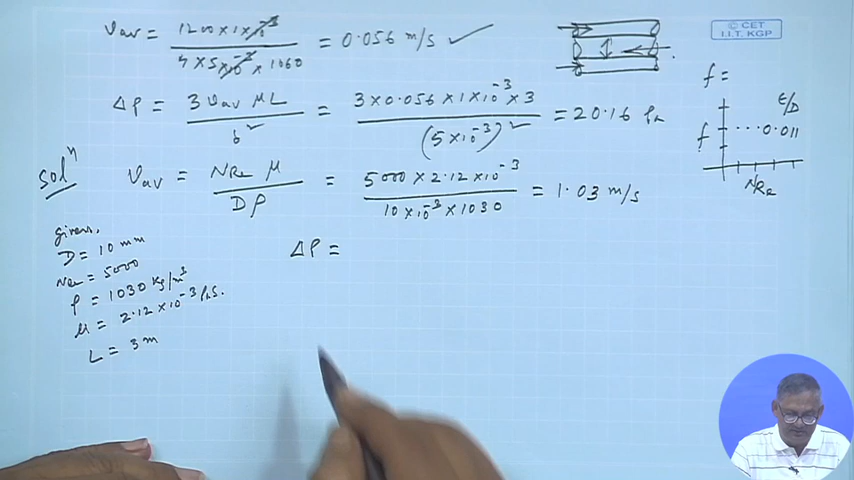 vav = 1200 × 1 × 10⁻³ / 4 × 5 × 10⁻³ × 1060 = 0.056 m/s ✓
ΔP = 3 vav μL / b² = 3 × 0.056 × 1 × 10⁻³ × 3 / (5 × 10⁻³)² = 20.16 Pa
Solⁿ
vav = NRe μ / Dρ = 5000 × 2.12 × 10⁻³ / 10 × 10⁻³ × 1030 = 1.03 m/s
given,
D = 10 mm
NRe = 5000
ρ = 1030 kg/m³
μ = 2.12 × 10⁻³ Pa.S.
L = 3 m
ΔP =
© CET
I.I.T. KGP
f =
ε/D
f ... 0.011
NRe